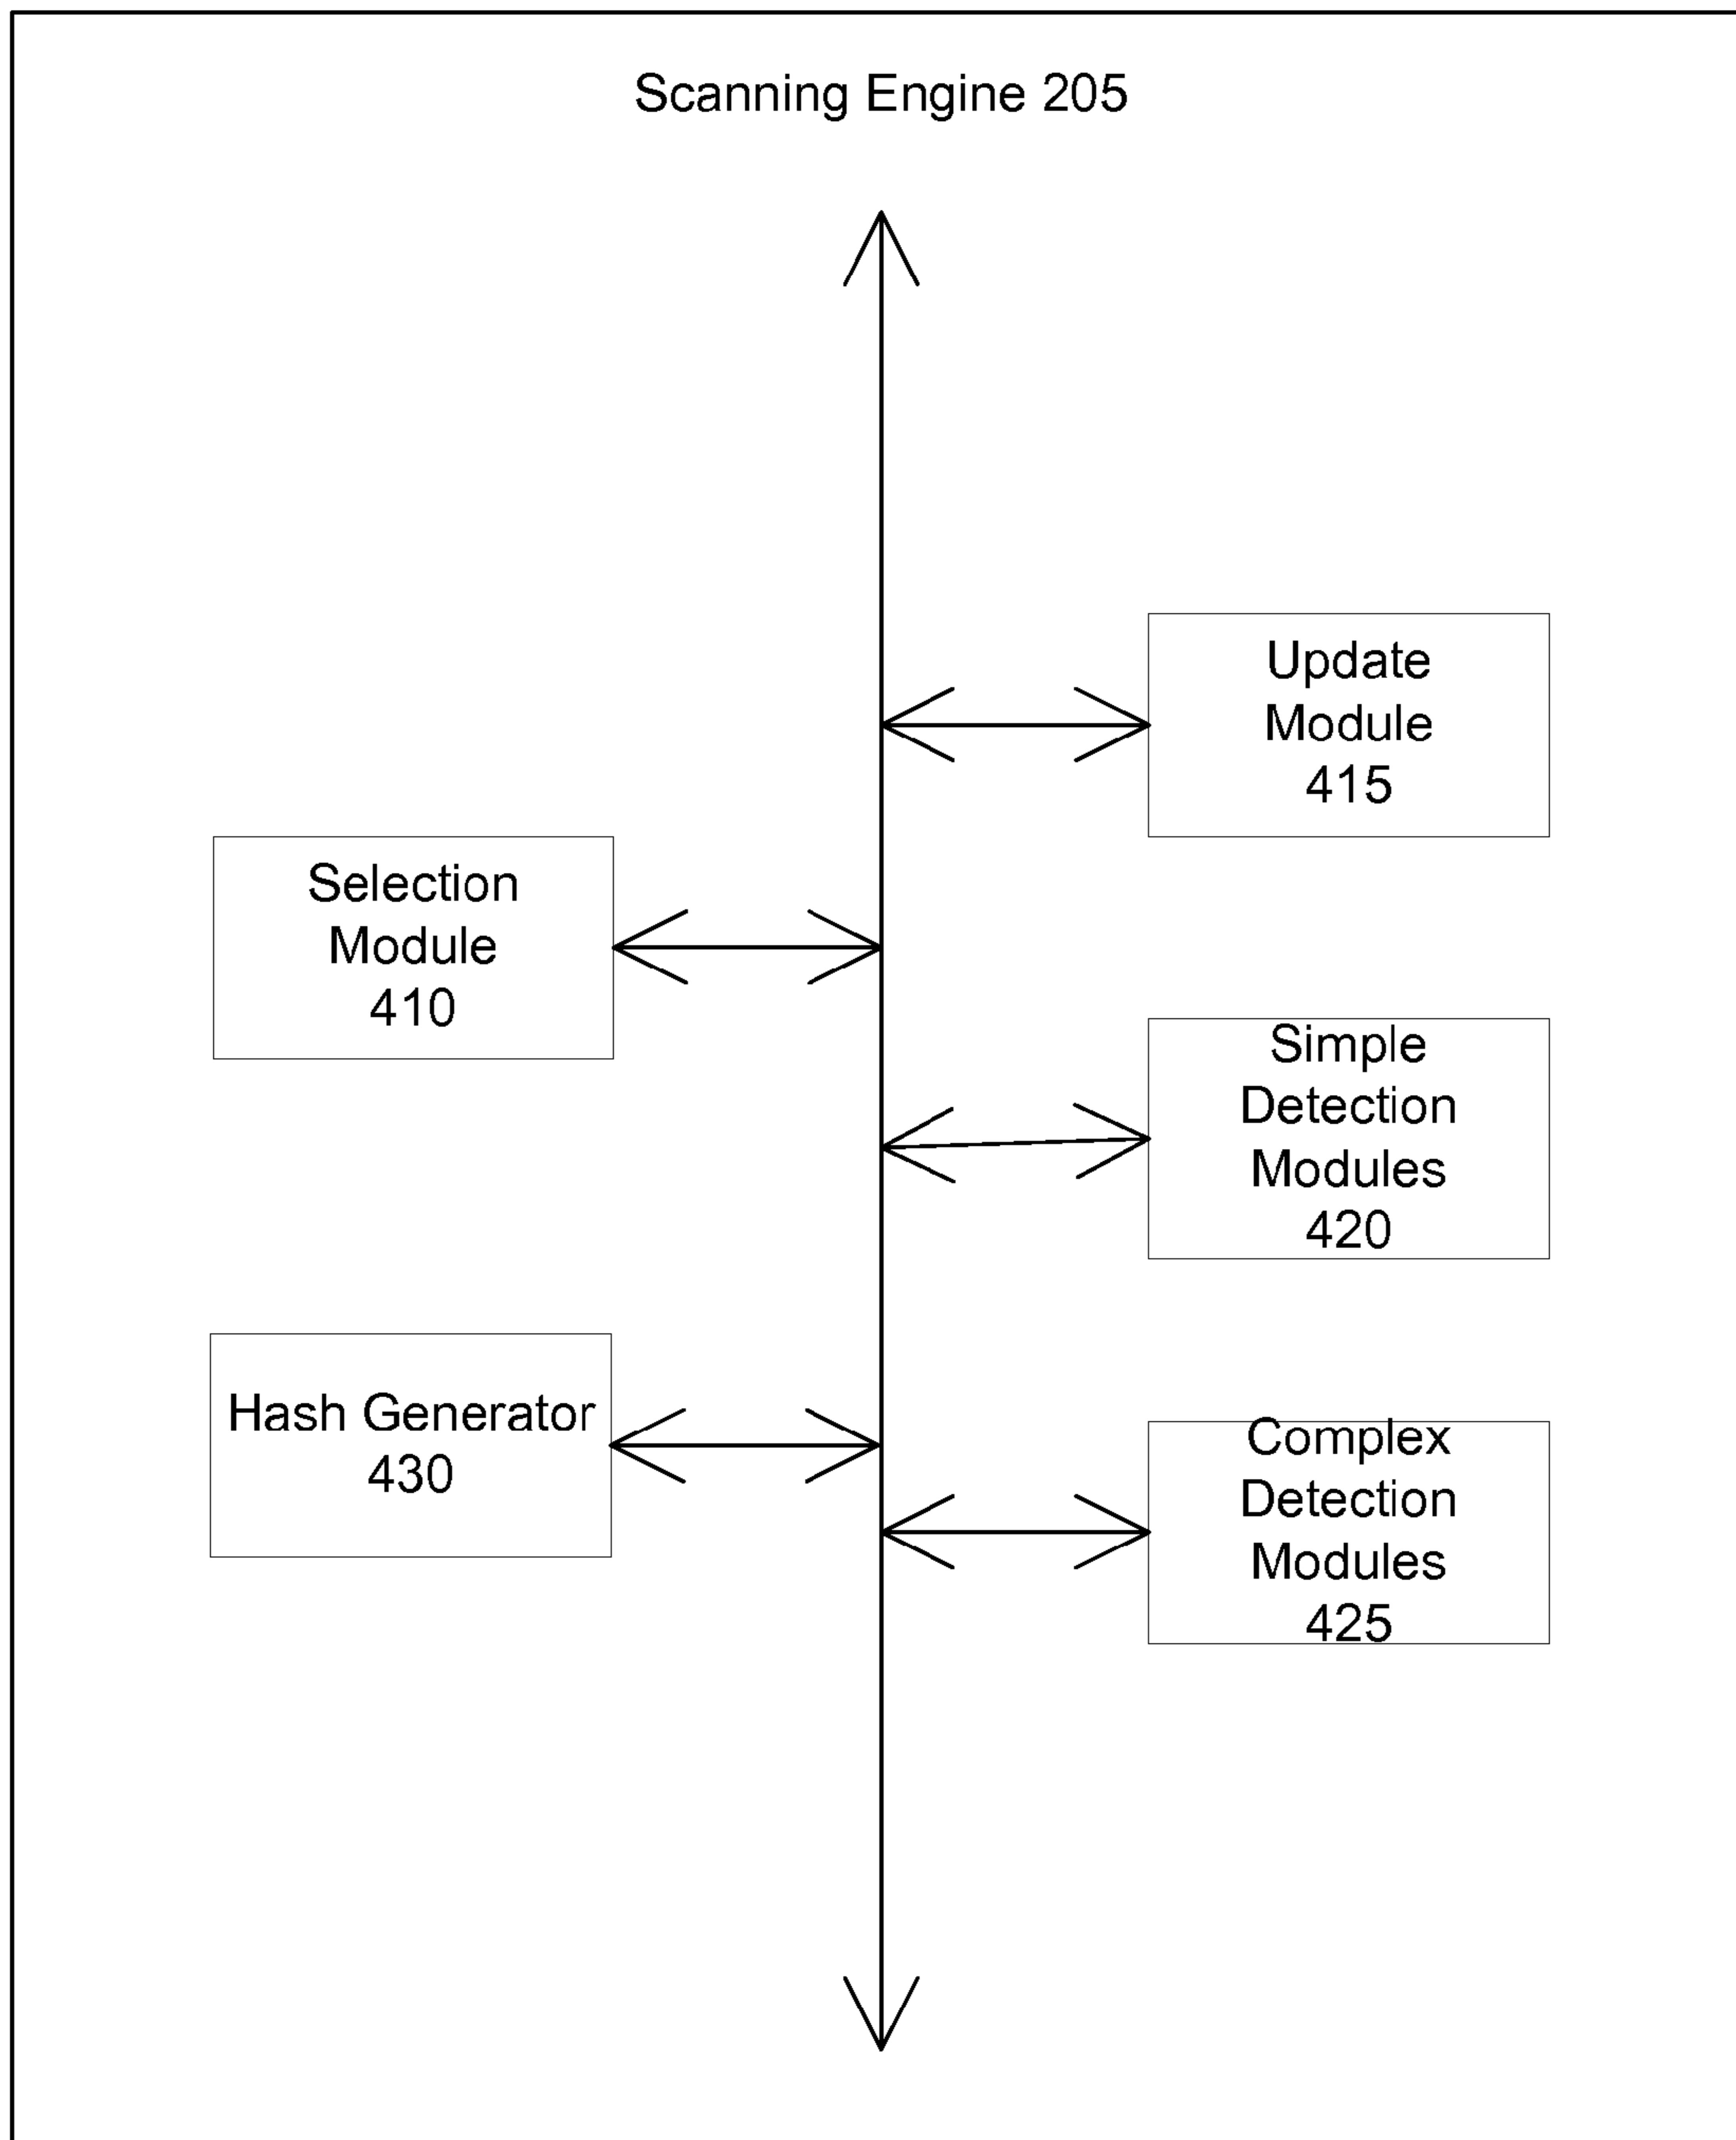 Scanning Engine 205
Update
Module
415
Selection
Module
410
Simple
Detection
Modules
420
Hash Generator
430
Complex
Detection
Modules
425